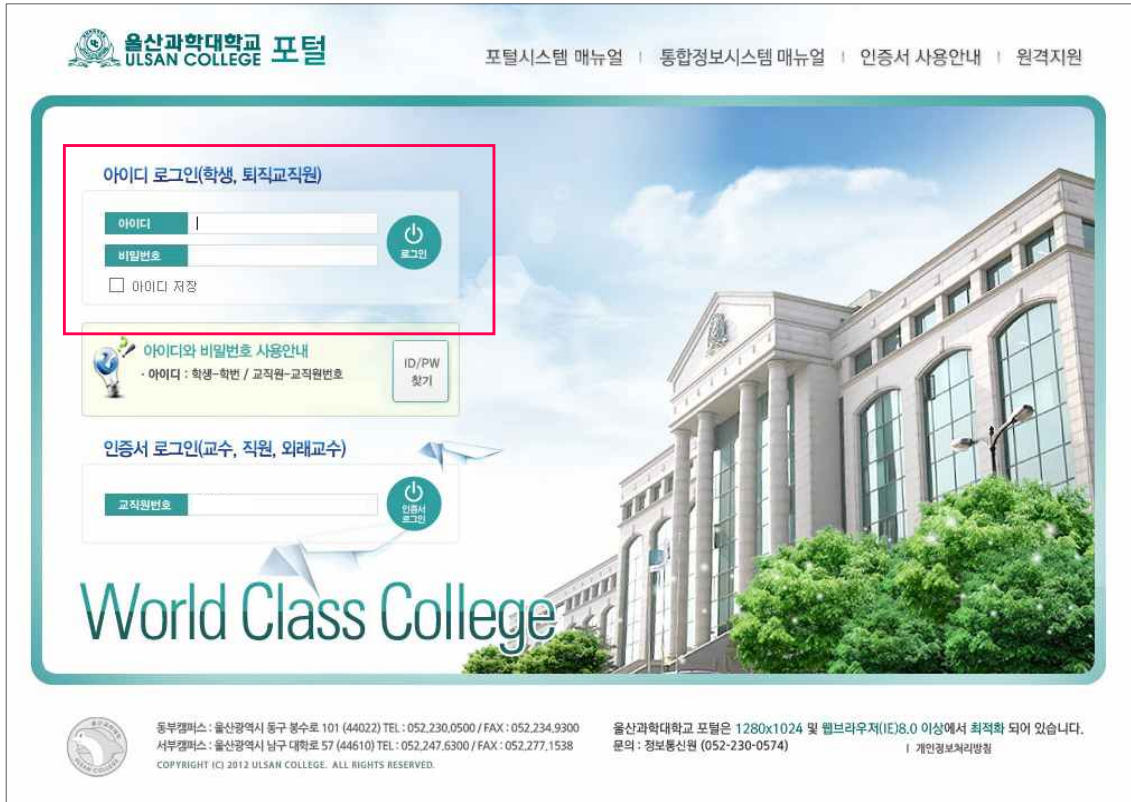 울산과학대학교 포털
ULSAN COLLEGE
포털시스템 매뉴얼 | 통합정보시스템 매뉴얼 | 인증서 사용안내 | 원격지원
아이디 로그인(학생, 퇴직교직원)
아이디
비밀번호
로그인
아이디 저장
아이디와 비밀번호 사용안내
· 아이디 : 학생-학번 / 교직원-교직원번호
ID/PW
찾기
인증서 로그인(교수, 직원, 외래교수)
교직원번호
인증서
로그인
World Class College
동부캠퍼스 : 울산광역시 동구 봉수로 101 (44022) TEL : 052,230,0500 / FAX : 052,234,9300
서부캠퍼스 : 울산광역시 남구 대학로 57 (44610) TEL : 052,247,6300 / FAX : 052,277,1538
COPYRIGHT (C) 2012 ULSAN COLLEGE. ALL RIGHTS RESERVED.
울산과학대학교 포털은 1280x1024 및 웹브라우저(IE)8.0 이상에서 최적화 되어 있습니다.
문의 : 정보통신원 (052-230-0574)
| 개인정보처리방침